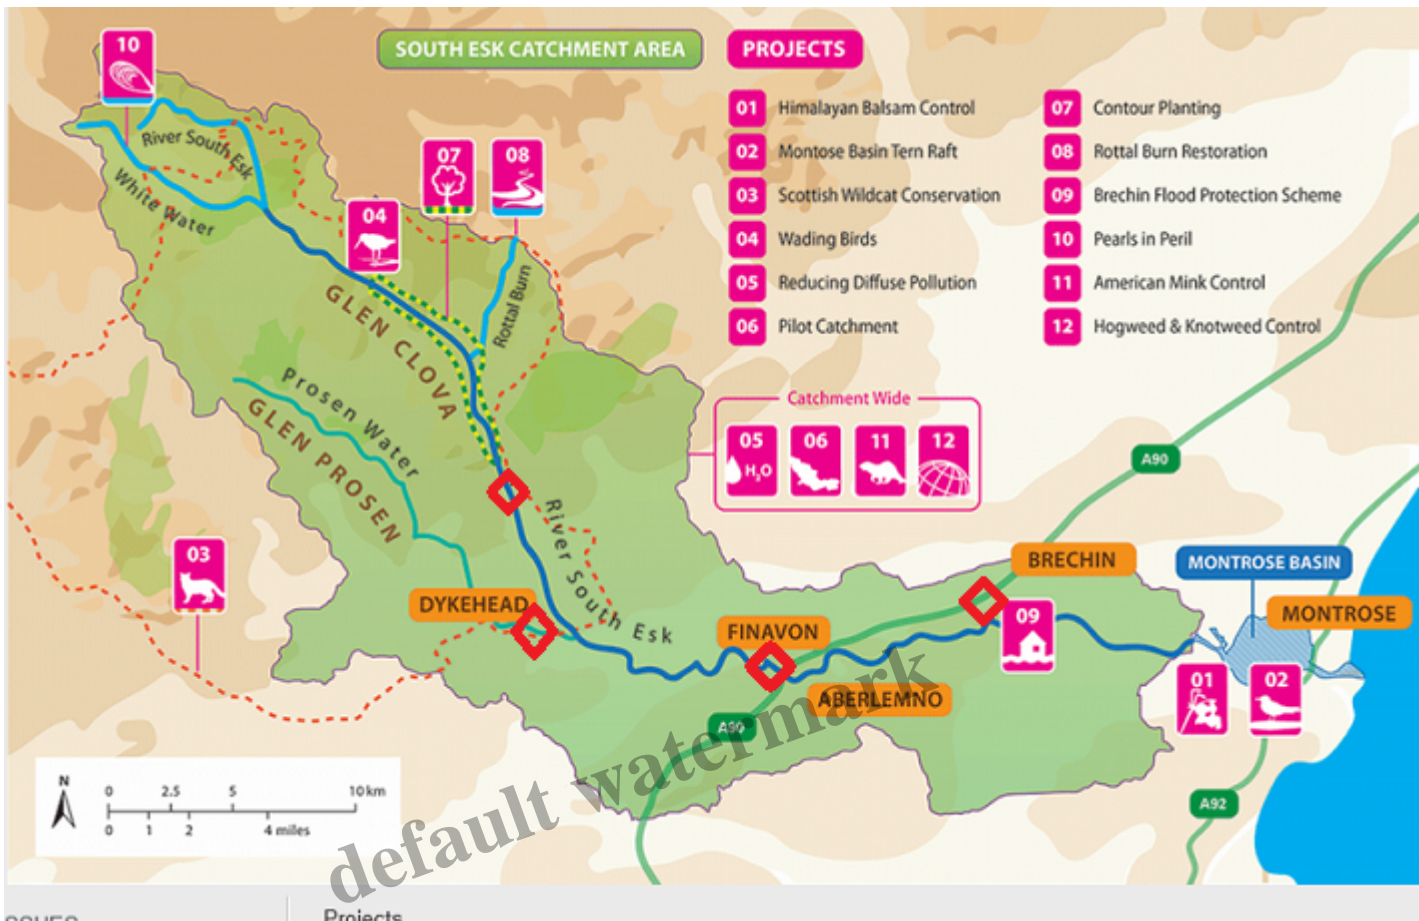 SOUTH ESK CATCHMENT AREA
PROJECTS
01 Himalayan Balsam Control
02 Montose Basin Tern Raft
03 Scottish Wildcat Conservation
04 Wading Birds
05 Reducing Diffuse Pollution
06 Pilot Catchment
07 Contour Planting
08 Rottal Burn Restoration
09 Brechin Flood Protection Scheme
10 Pearls in Peril
11 American Mink Control
12 Hogweed & Knotweed Control
10
River South Esk
White Water
07
08
04
GLEN CLOVA
Rottal Burn
Prosen Water
GLEN PROSEN
Catchment Wide
05 06 11 12
H2O
A90
03
River South Esk
DYKEHEAD
FINAVON
BRECHIN
MONTROSE BASIN
MONTROSE
09
ABERLEMNO
01
02
A90
A92
N
0 2.5 5 10 km
0 1 2 4 miles
default watermark
Projects